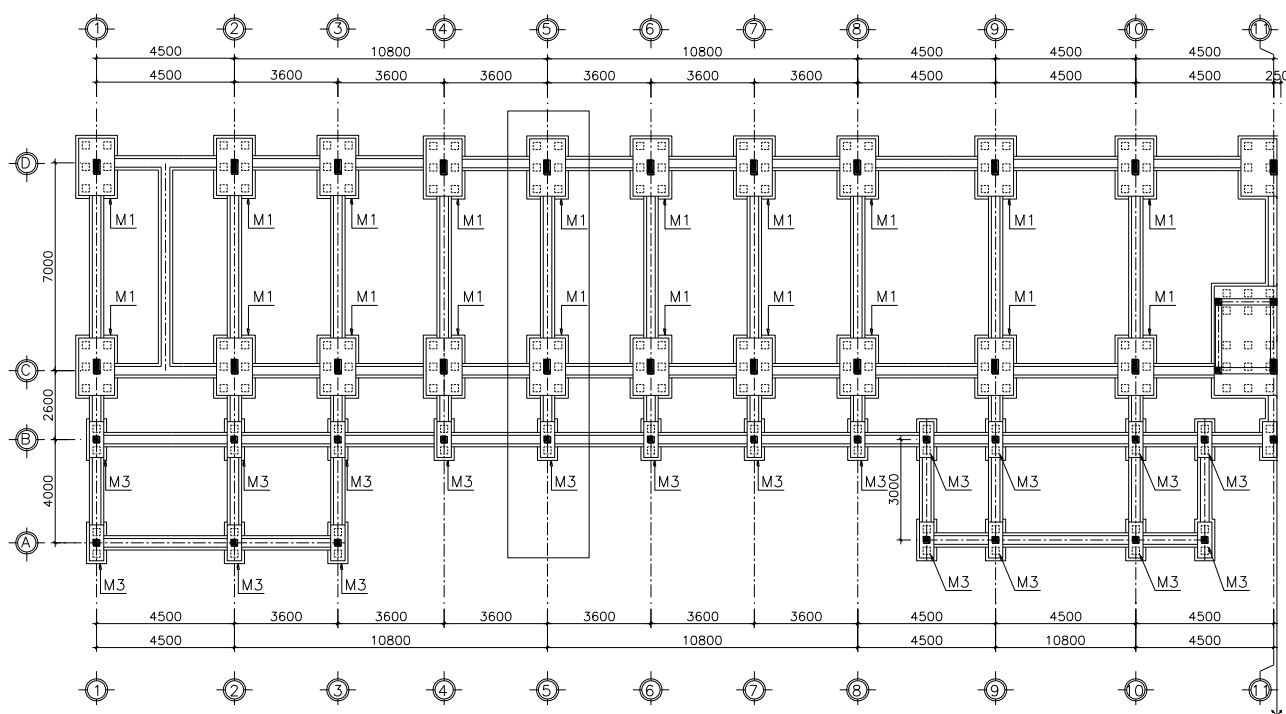 1 2 3 4 5 6 7 8 9 10 11
4500 10800 10800 4500 4500 4500
4500 3600 3600 3600 3600 3600 3600 4500 4500 4500 250
D
M1 M1 M1 M1 M1 M1 M1 M1 M1 M1
7000
M1 M1 M1 M1 M1 M1 M1 M1 M1 M1
C
2600
B
M3 M3 M3 M3 M3 M3 M3 M3 M3 M3 M3 M3
4000
3000
A
M3 M3 M3 M3 M3 M3 M3
4500 3600 3600 3600 3600 3600 3600 4500 4500 4500
4500 10800 10800 4500 10800 4500
1 2 3 4 5 6 7 8 9 10 11